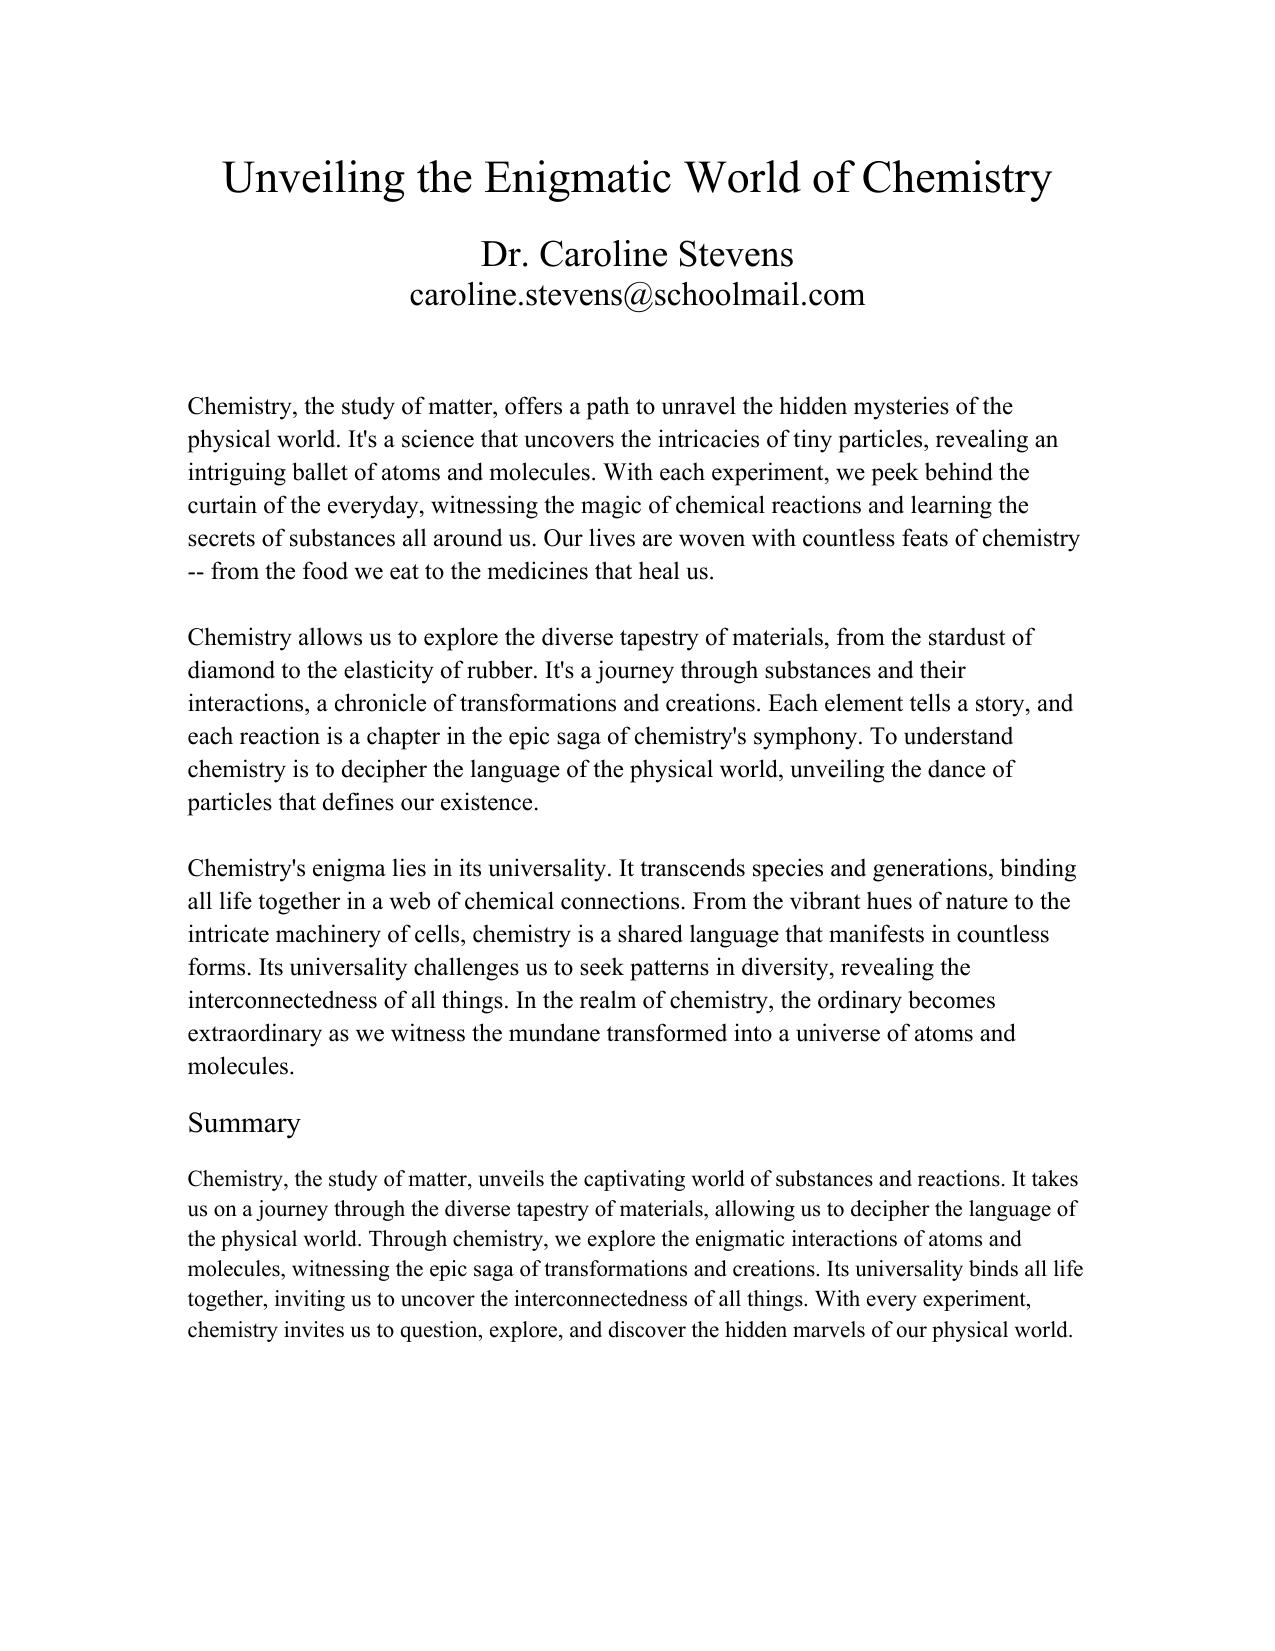 Unveiling the Enigmatic World of Chemistry
Dr. Caroline Stevens
caroline.stevens@schoolmail.com
Chemistry, the study of matter, offers a path to unravel the hidden mysteries of the
physical world. It's a science that uncovers the intricacies of tiny particles, revealing an
intriguing ballet of atoms and molecules. With each experiment, we peek behind the
curtain of the everyday, witnessing the magic of chemical reactions and learning the
secrets of substances all around us. Our lives are woven with countless feats of chemistry
-- from the food we eat to the medicines that heal us.
Chemistry allows us to explore the diverse tapestry of materials, from the stardust of
diamond to the elasticity of rubber. It's a journey through substances and their
interactions, a chronicle of transformations and creations. Each element tells a story, and
each reaction is a chapter in the epic saga of chemistry's symphony. To understand
chemistry is to decipher the language of the physical world, unveiling the dance of
particles that defines our existence.
Chemistry's enigma lies in its universality. It transcends species and generations, binding
all life together in a web of chemical connections. From the vibrant hues of nature to the
intricate machinery of cells, chemistry is a shared language that manifests in countless
forms. Its universality challenges us to seek patterns in diversity, revealing the
interconnectedness of all things. In the realm of chemistry, the ordinary becomes
extraordinary as we witness the mundane transformed into a universe of atoms and
molecules.
Summary
Chemistry, the study of matter, unveils the captivating world of substances and reactions. It takes
us on a journey through the diverse tapestry of materials, allowing us to decipher the language of
the physical world. Through chemistry, we explore the enigmatic interactions of atoms and
molecules, witnessing the epic saga of transformations and creations. Its universality binds all life
together, inviting us to uncover the interconnectedness of all things. With every experiment,
chemistry invites us to question, explore, and discover the hidden marvels of our physical world.